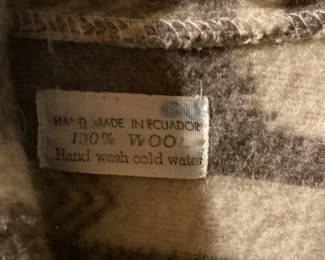 HAND MADE IN ECUADOR
100% WOOL
Hand wash cold water